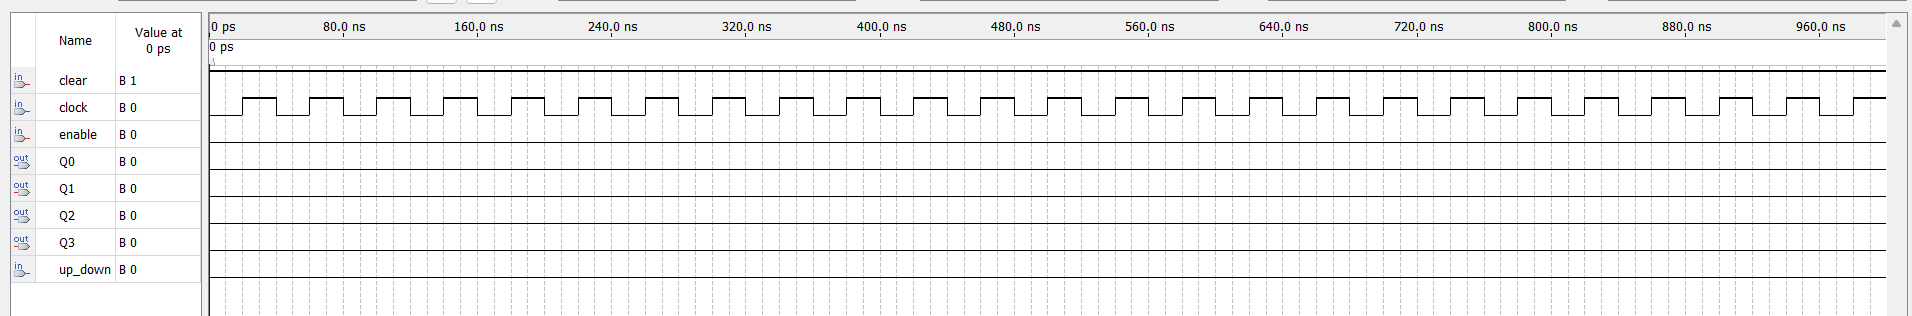 Name Value at 0 ps
0 ps 80.0 ns 160.0 ns 240.0 ns 320.0 ns 400.0 ns 480.0 ns 560.0 ns 640.0 ns 720.0 ns 800.0 ns 880.0 ns 960.0 ns
0 ps
in clear B 1
in clock B 0
in enable B 0
out Q0 B 0
out Q1 B 0
out Q2 B 0
out Q3 B 0
in up_down B 0